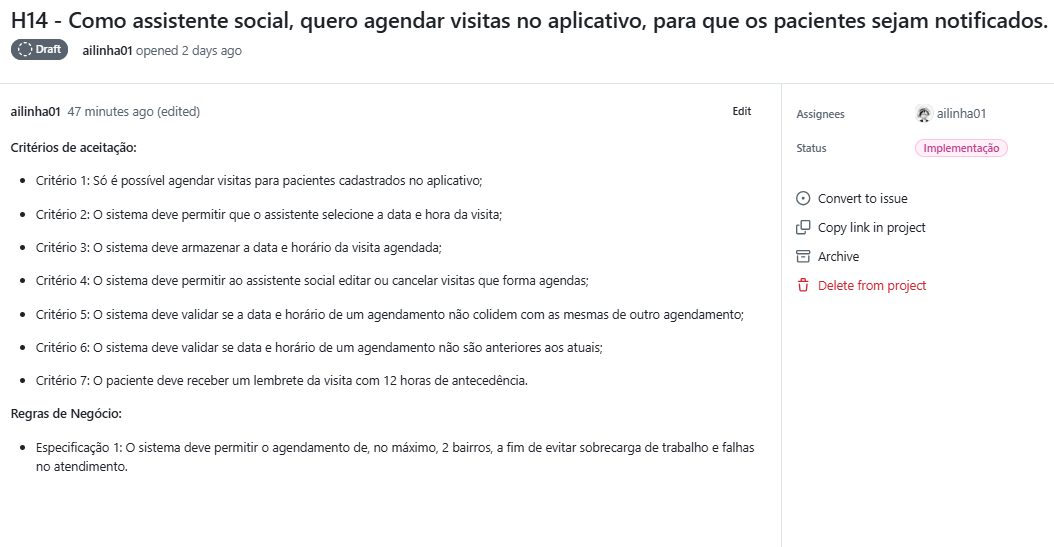 H14 - Como assistente social, quero agendar visitas no aplicativo, para que os pacientes sejam notificados.
Draft
ailinha01 opened 2 days ago
ailinha01 47 minutes ago (edited)
Edit
Critérios de aceitação:
Critério 1: Só é possível agendar visitas para pacientes cadastrados no aplicativo;
Critério 2: O sistema deve permitir que o assistente selecione a data e hora da visita;
Critério 3: O sistema deve armazenar a data e horário da visita agendada;
Critério 4: O sistema deve permitir ao assistente social editar ou cancelar visitas que forma agendas;
Critério 5: O sistema deve validar se a data e horário de um agendamento não colidem com as mesmas de outro agendamento;
Critério 6: O sistema deve validar se data e horário de um agendamento não são anteriores aos atuais;
Critério 7: O paciente deve receber um lembrete da visita com 12 horas de antecedência.
Regras de Negócio:
Especificação 1: O sistema deve permitir o agendamento de, no máximo, 2 bairros, a fim de evitar sobrecarga de trabalho e falhas
no atendimento.
Assignees
ailinha01
Status
Implementação
Convert to issue
Copy link in project
Archive
Delete from project